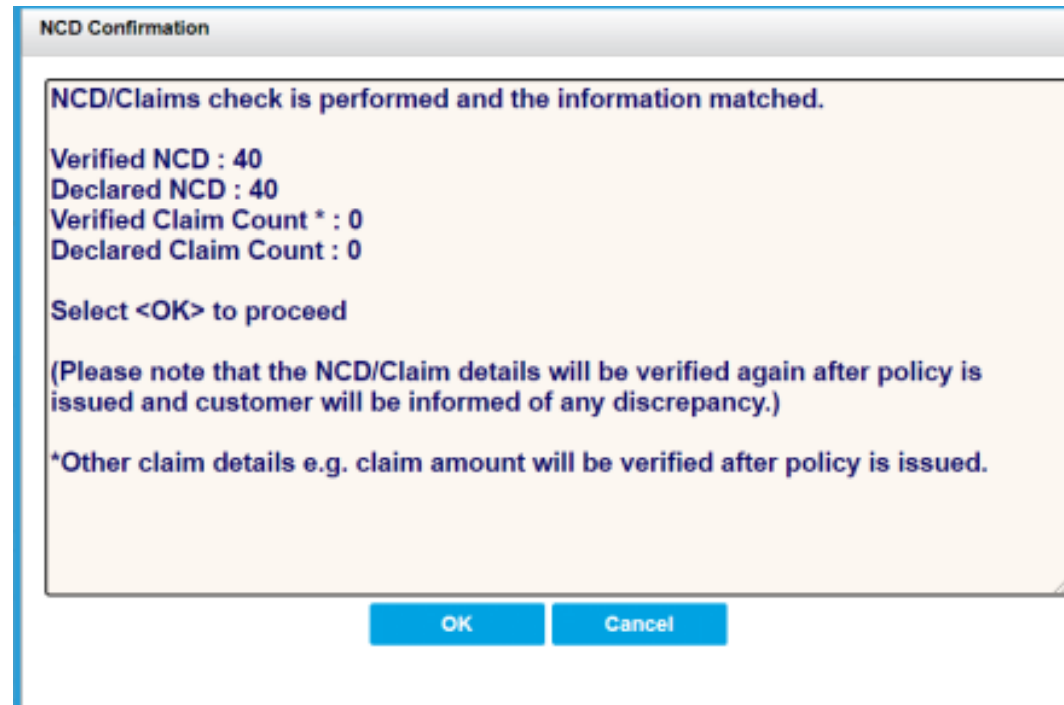 NCD Confirmation
NCD/Claims check is performed and the information matched.
Verified NCD : 40
Declared NCD : 40
Verified Claim Count * : 0
Declared Claim Count : 0
Select <OK> to proceed
(Please note that the NCD/Claim details will be verified again after policy is
issued and customer will be informed of any discrepancy.)
*Other claim details e.g. claim amount will be verified after policy is issued.
OK
Cancel